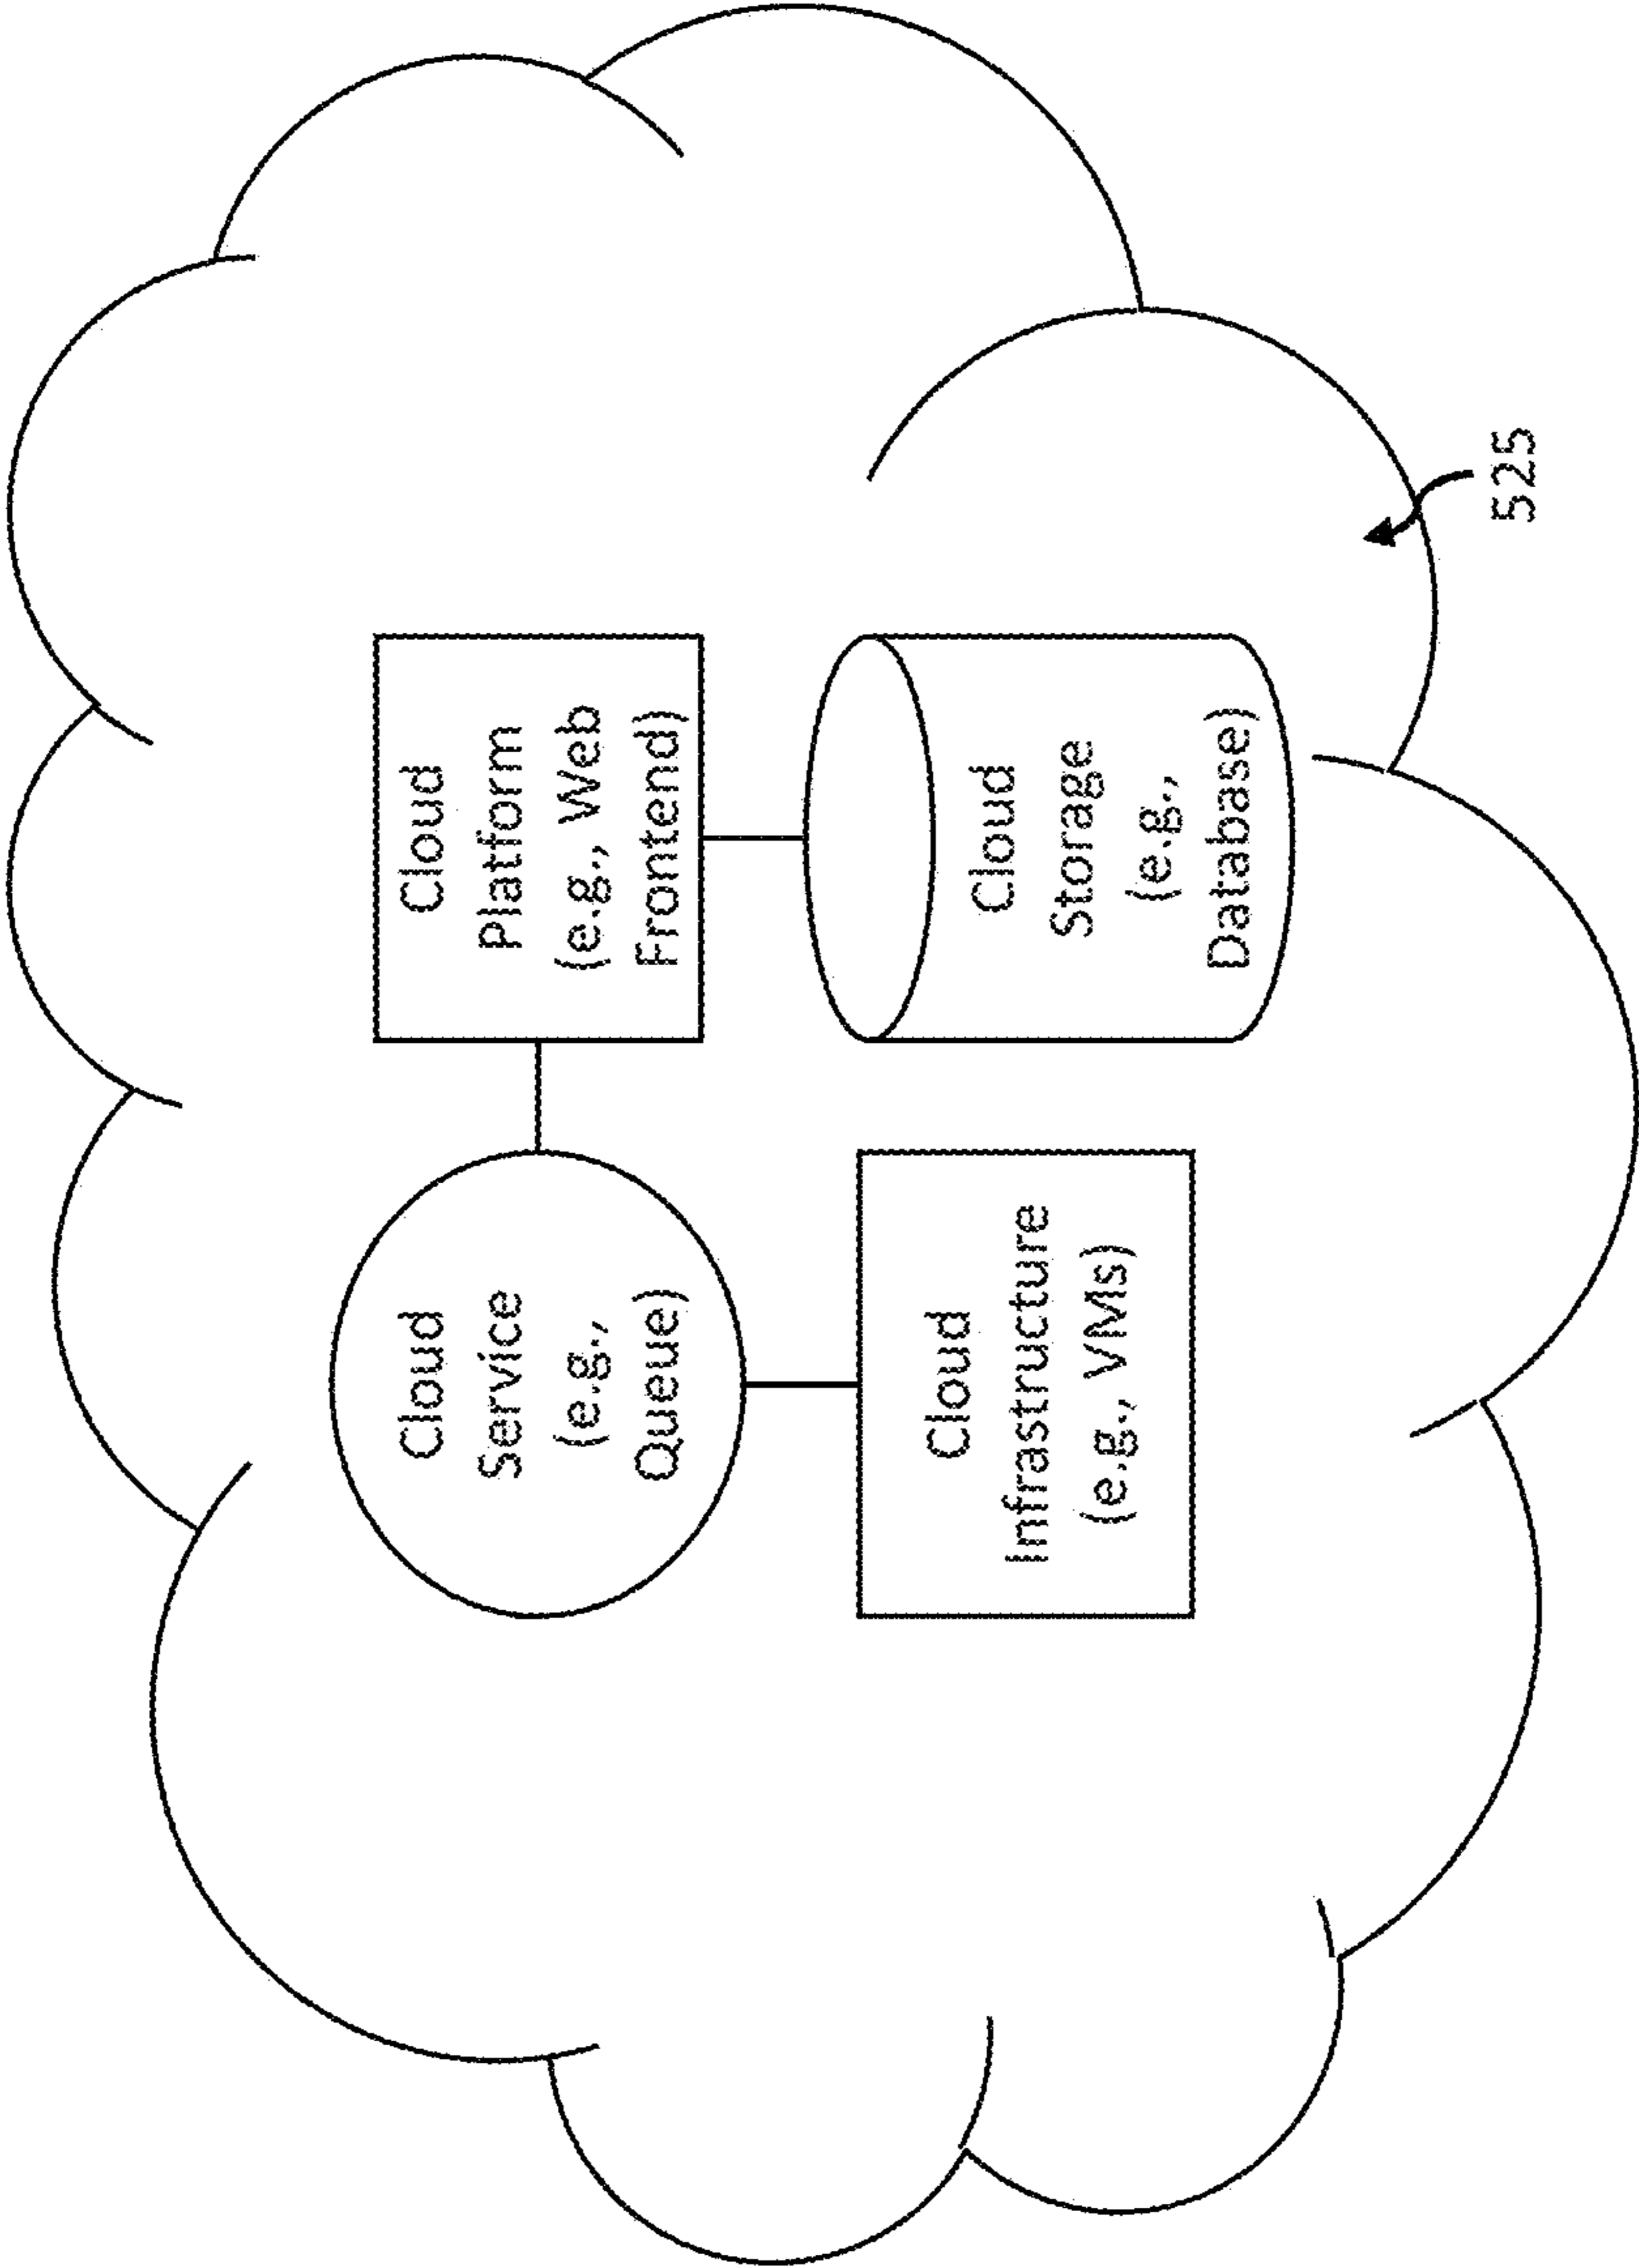 Cloud
Service
(e.g.,
Queue)
Cloud
Platform
(e.g., Web
Frontend)
Cloud
Infrastructure
(e.g., VMs)
Cloud
Storage
(e.g.,
Database)
525